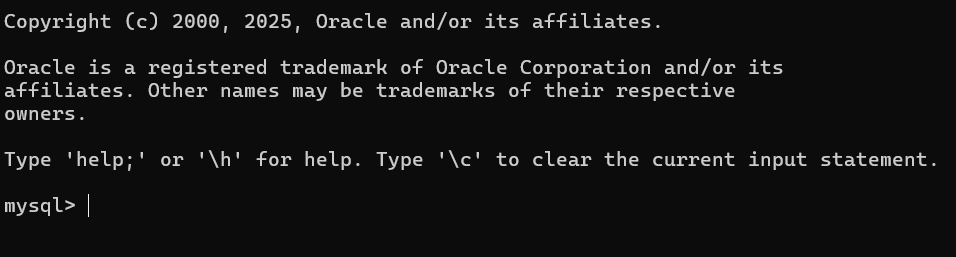 Copyright (c) 2000, 2025, Oracle and/or its affiliates.
Oracle is a registered trademark of Oracle Corporation and/or its
affiliates. Other names may be trademarks of their respective
owners.
Type 'help;' or '\h' for help. Type '\c' to clear the current input statement.
mysql>